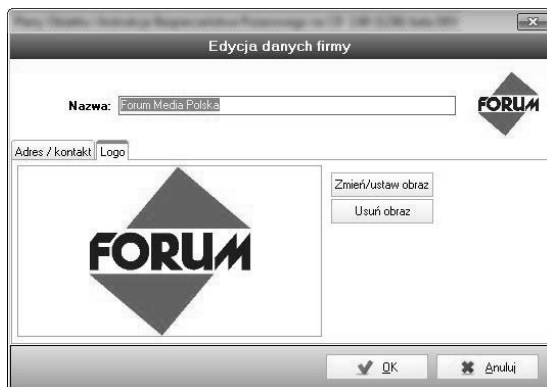 Edycja danych firmy
Nazwa: Forum Media Polska
FORUM
Adres / kontakt Logo
FORUM
Zmień/ustaw obraz
Usuń obraz
OK Anuluj